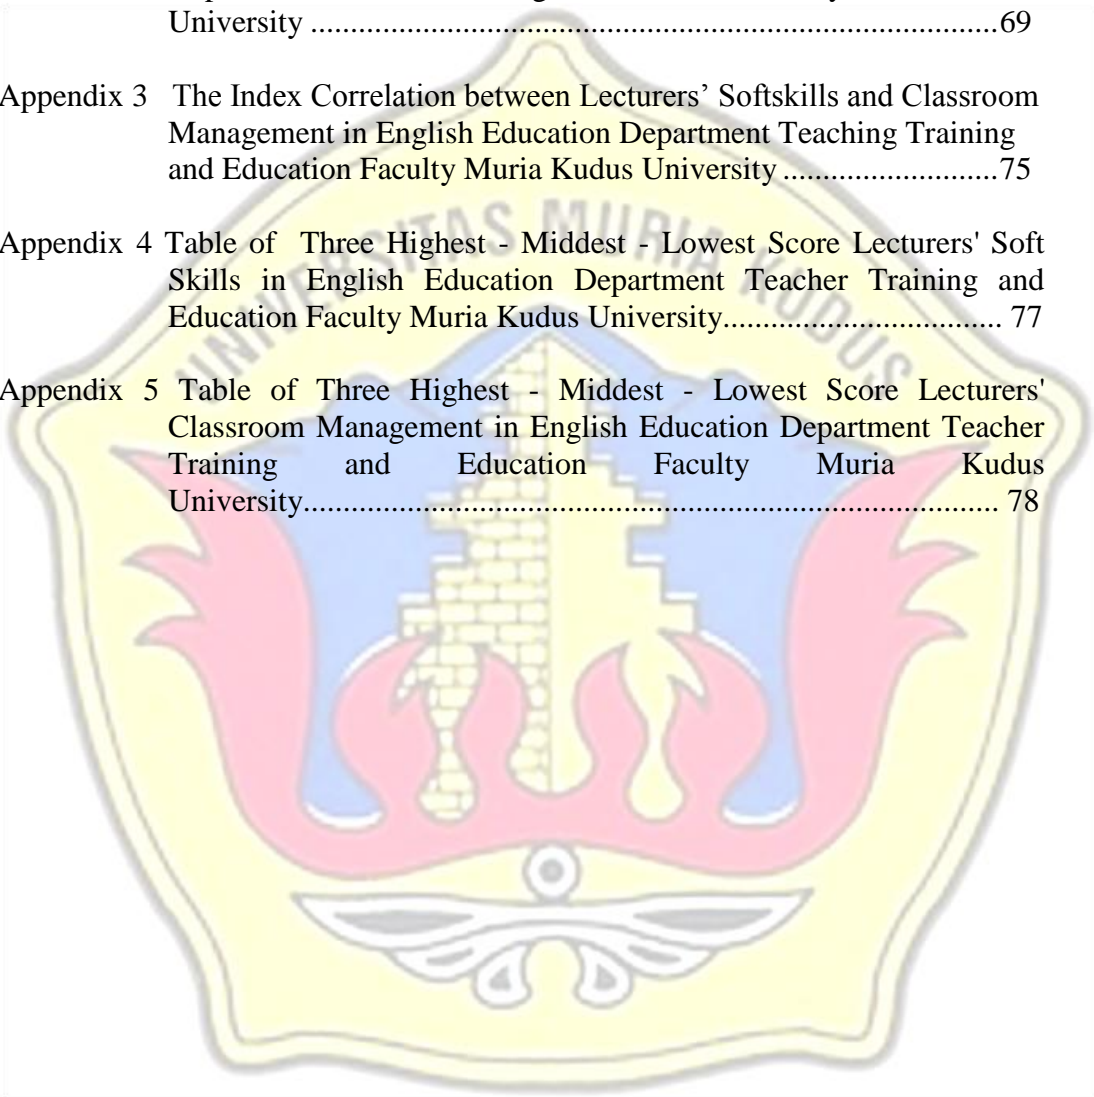 University ......................................................................................69
Appendix 3 The Index Correlation between Lecturers’ Softskills and Classroom
Management in English Education Department Teaching Training
and Education Faculty Muria Kudus University ...........................75
Appendix 4 Table of Three Highest - Middest - Lowest Score Lecturers' Soft
Skills in English Education Department Teacher Training and
Education Faculty Muria Kudus University................................... 77
Appendix 5 Table of Three Highest - Middest - Lowest Score Lecturers'
Classroom Management in English Education Department Teacher
Training and Education Faculty Muria Kudus
University....................................................................................... 78
UNIVERSITAS MURIA KUDUS